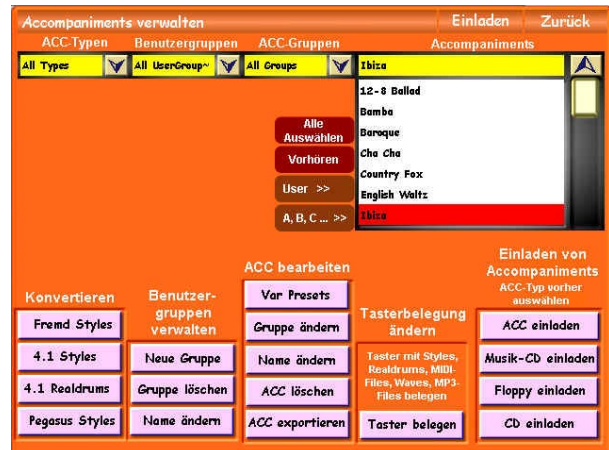 Accompaniments verwalten
Einladen
Zurück
ACC-Typen
Benutzergruppen
ACC-Gruppen
Accompaniments
All Types
All UserGroup~
All Groups
Ibiza
12-8 Ballad
Bamba
Baroque
Cha Cha
Country Fox
English Waltz
Ibiza
Alle
Auswählen
Vorhören
User >>
A, B, C ... >>
Konvertieren
Fremd Styles
4.1 Styles
4.1 Realdrums
Pegasus Styles
Benutzer-
gruppen
verwalten
Neue Gruppe
Gruppe löschen
Name ändern
ACC bearbeiten
Var Presets
Gruppe ändern
Name ändern
ACC löschen
ACC exportieren
Tasterbelegung
ändern
Taster mit Styles,
Realdrums, MIDI-
Files, Waves, MP3-
Files belegen
Taster belegen
Einladen von
Accompaniments
ACC-Typ vorher
auswählen
ACC einladen
Musik-CD einladen
Floppy einladen
CD einladen